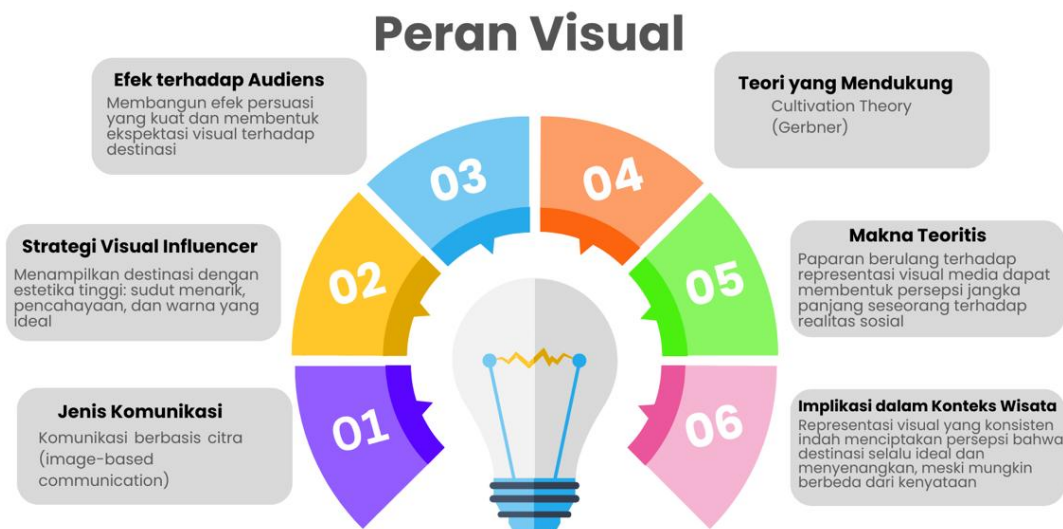 Peran Visual
01
Jenis Komunikasi
Komunikasi berbasis citra
(image-based
communication)
02
Strategi Visual Influencer
Menampilkan destinasi dengan
estetika tinggi: sudut menarik,
pencahayaan, dan warna yang
ideal
03
Efek terhadap Audiens
Membangun efek persuasi
yang kuat dan membentuk
ekspektasi visual terhadap
destinasi
04
Teori yang Mendukung
Cultivation Theory
(Gerbner)
05
Makna Teoritis
Paparan berulang terhadap
representasi visual media dapat
membentuk persepsi jangka
panjang seseorang terhadap
realitas sosial
06
Implikasi dalam Konteks Wisata
Representasi visual yang konsisten
indah menciptakan persepsi bahwa
destinasi selalu ideal dan
menyenangkan, meski mungkin
berbeda dari kenyataan